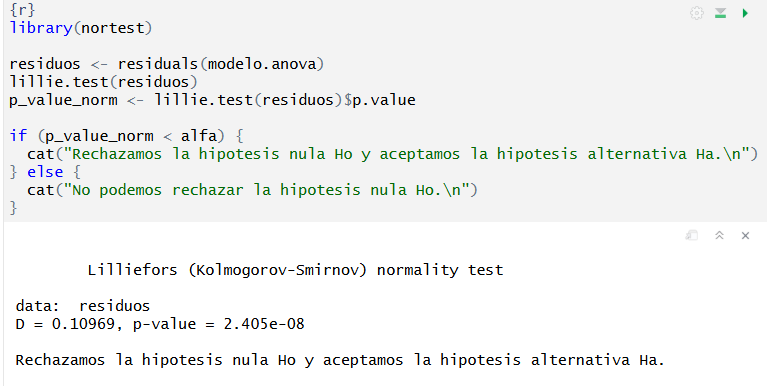 {r}
library(nortest)
residuos <- residuals(modelo.anova)
lillie.test(residuos)
p_value_norm <- lillie.test(residuos)$p.value
if (p_value_norm < alfa) {
  cat("Rechazamos la hipotesis nula Ho y aceptamos la hipotesis alternativa Ha.\n")
} else {
  cat("No podemos rechazar la hipotesis nula Ho.\n")
}
Lilliefors (Kolmogorov-Smirnov) normality test
data:  residuos
D = 0.10969, p-value = 2.405e-08
Rechazamos la hipotesis nula Ho y aceptamos la hipotesis alternativa Ha.